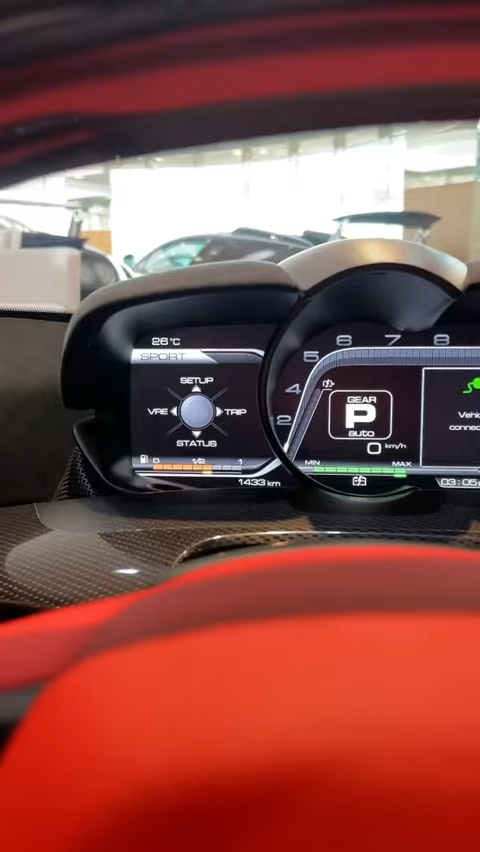 26°C
SPORT
SETUP
VRE
TRIP
STATUS
0 1/2 1
1433 km
2
4
5
6
7
8
GEAR
P
auto
0 km/h
MIN MAX
Vehi
connec
03:05